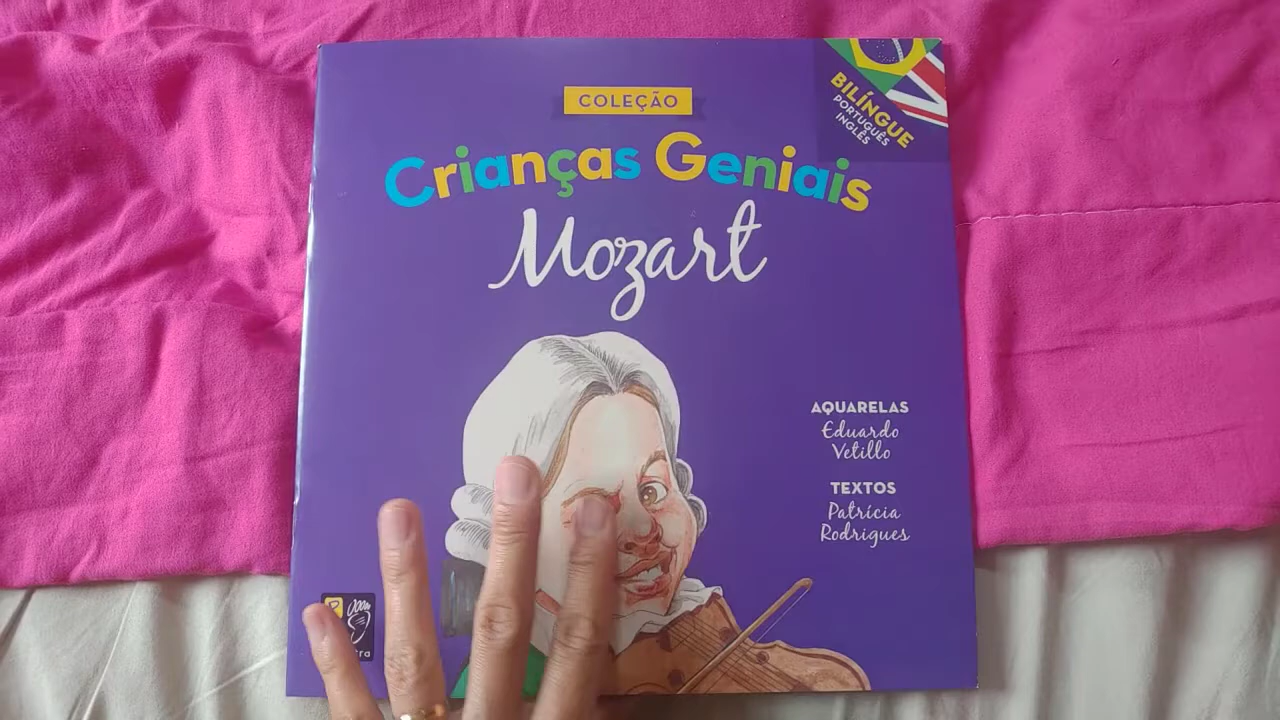 COLEÇÃO
BILÍNGUE
PORTUGUÊS
INGLÊS
Crianças Geniais
Mozart
AQUARELAS
Eduardo
Vetillo
TEXTOS
Patrícia
Rodrigues